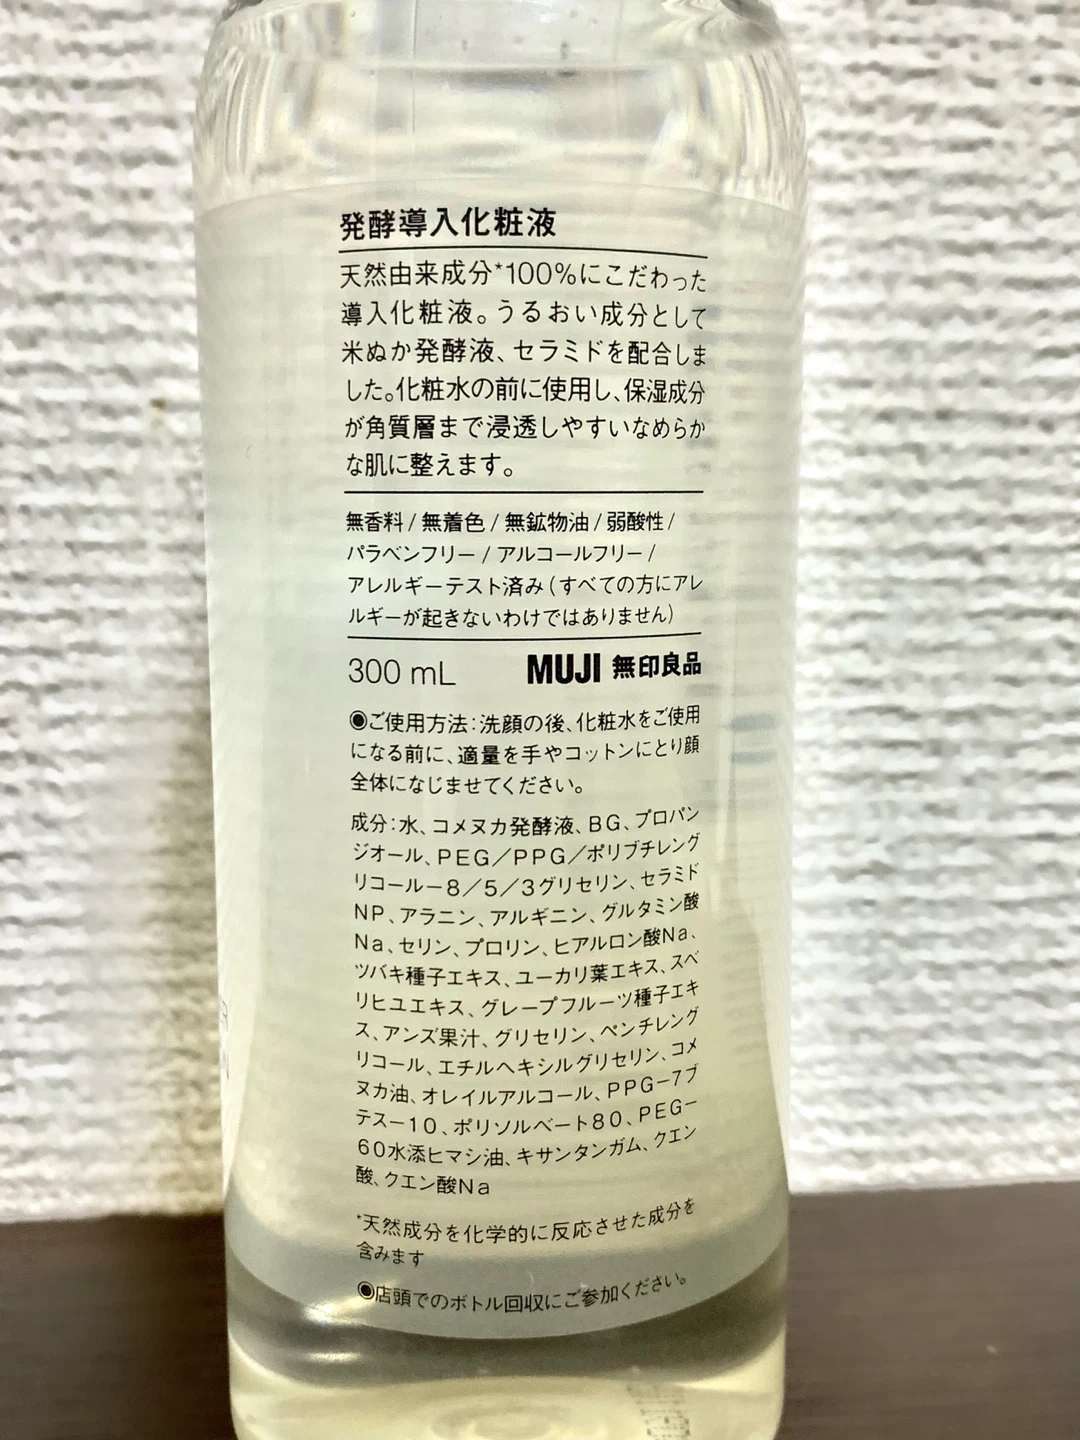 発酵導入化粧液
天然由来成分*100%にこだわった
導入化粧液。うるおい成分として
米ぬか発酵液、セラミドを配合しま
した。化粧水の前に使用し、保湿成分
が角質層まで浸透しやすいなめらか
な肌に整えます。
無香料/無着色/無鉱物油/弱酸性/
パラベンフリー/アルコールフリー/
アレルギーテスト済み(すべての方にアレ
ルギーが起きないわけではありません)
300 mL MUJI 無印良品
◉ご使用方法:洗顔の後、化粧水をご使用
になる前に、適量を手やコットンにとり顔
全体になじませてください。
成分:水、コメヌカ発酵液、BG、プロパン
ジオール、PEG/PPG/ポリブチレング
リコール-8/5/3グリセリン、セラミド
NP、アラニン、アルギニン、グルタミン酸
Na、セリン、プロリン、ヒアルロン酸Na、
ツバキ種子エキス、ユーカリ葉エキス、スベ
リヒユエキス、グレープフルーツ種子エキ
ス、アンズ果汁、グリセリン、ペンチレング
リコール、エチルヘキシルグリセリン、コメ
ヌカ油、オレイルアルコール、PPG-7ブ
テス-10、ポリソルベート80、PEG-
60水添ヒマシ油、キサンタンガム、クエン
酸、クエン酸Na
*天然成分を化学的に反応させた成分を
含みます
◉店頭でのボトル回収にご参加ください。